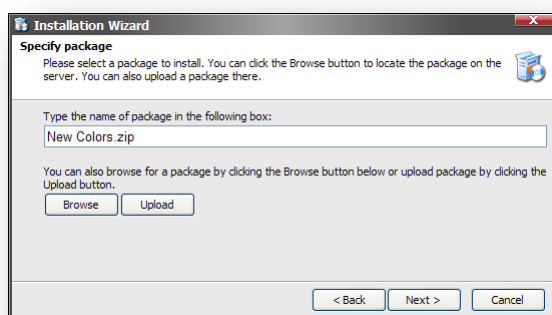 Installation Wizard
Specify package
Please select a package to install. You can click the Browse button to locate the package on the
server. You can also upload a package there.
Type the name of package in the following box:
New Colors.zip
You can also browse for a package by clicking the Browse button below or upload package by clicking the
Upload button.
Browse Upload
< Back Next > Cancel